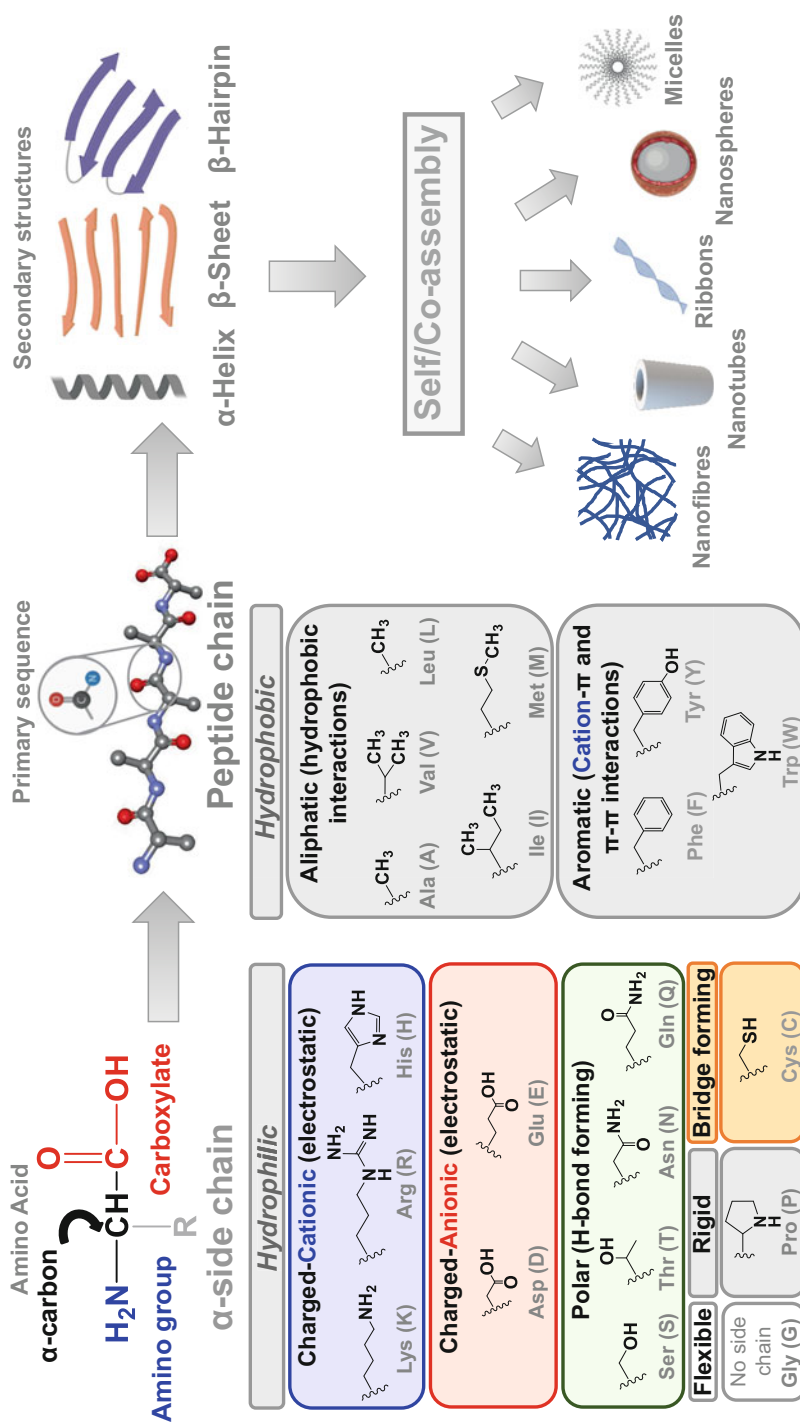 Amino Acid
α-carbon
H₂N
CH
C
O
OH
R
Amino group
Carboxylate
α-side chain
Primary sequence
O
C
N
Peptide chain
Secondary structures
α-Helix
β-Sheet
β-Hairpin
Hydrophilic
Charged-Cationic (electrostatic)
NH₂
Lys (K)
NH₂
NH
N
H
Arg (R)
NH
N
His (H)
Charged-Anionic (electrostatic)
OH
O
Asp (D)
OH
O
Glu (E)
Polar (H-bond forming)
OH
Ser (S)
OH
Thr (T)
NH₂
O
Asn (N)
O
NH₂
Gln (Q)
Flexible
No side
chain
Gly (G)
Rigid
N
H
Pro (P)
Bridge forming
SH
Cys (C)
Hydrophobic
Aliphatic (hydrophobic
interactions)
CH₃
Ala (A)
CH₃
CH₃
Val (V)
CH₃
Leu (L)
CH₃
CH₃
Ile (I)
S
CH₃
Met (M)
Aromatic (Cation-π and
π-π interactions)
Phe (F)
OH
Tyr (Y)
N
H
Trp (W)
Self/Co-assembly
Nanofibres
Nanotubes
Ribbons
Nanospheres
Micelles